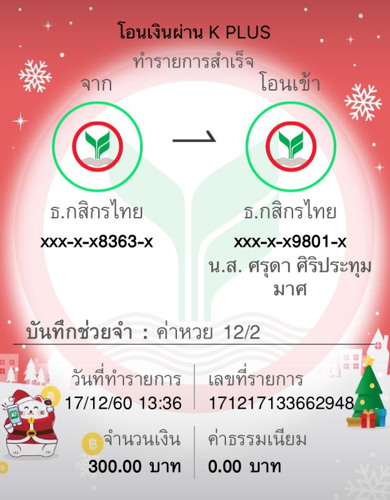 โอนเงินผ่าน K PLUS
ทำรายการสำเร็จ
จาก โอนเข้า
ธ.กสิกรไทย ธ.กสิกรไทย
xxx-x-x8363-x xxx-x-x9801-x
น.ส. ศรุดา ศิริประทุม
มาศ
บันทึกช่วยจำ : ค่าหวย 12/2
วันที่ทำรายการ เลขที่รายการ
17/12/60 13:36 171217133662948
จำนวนเงิน ค่าธรรมเนียม
300.00 บาท 0.00 บาท